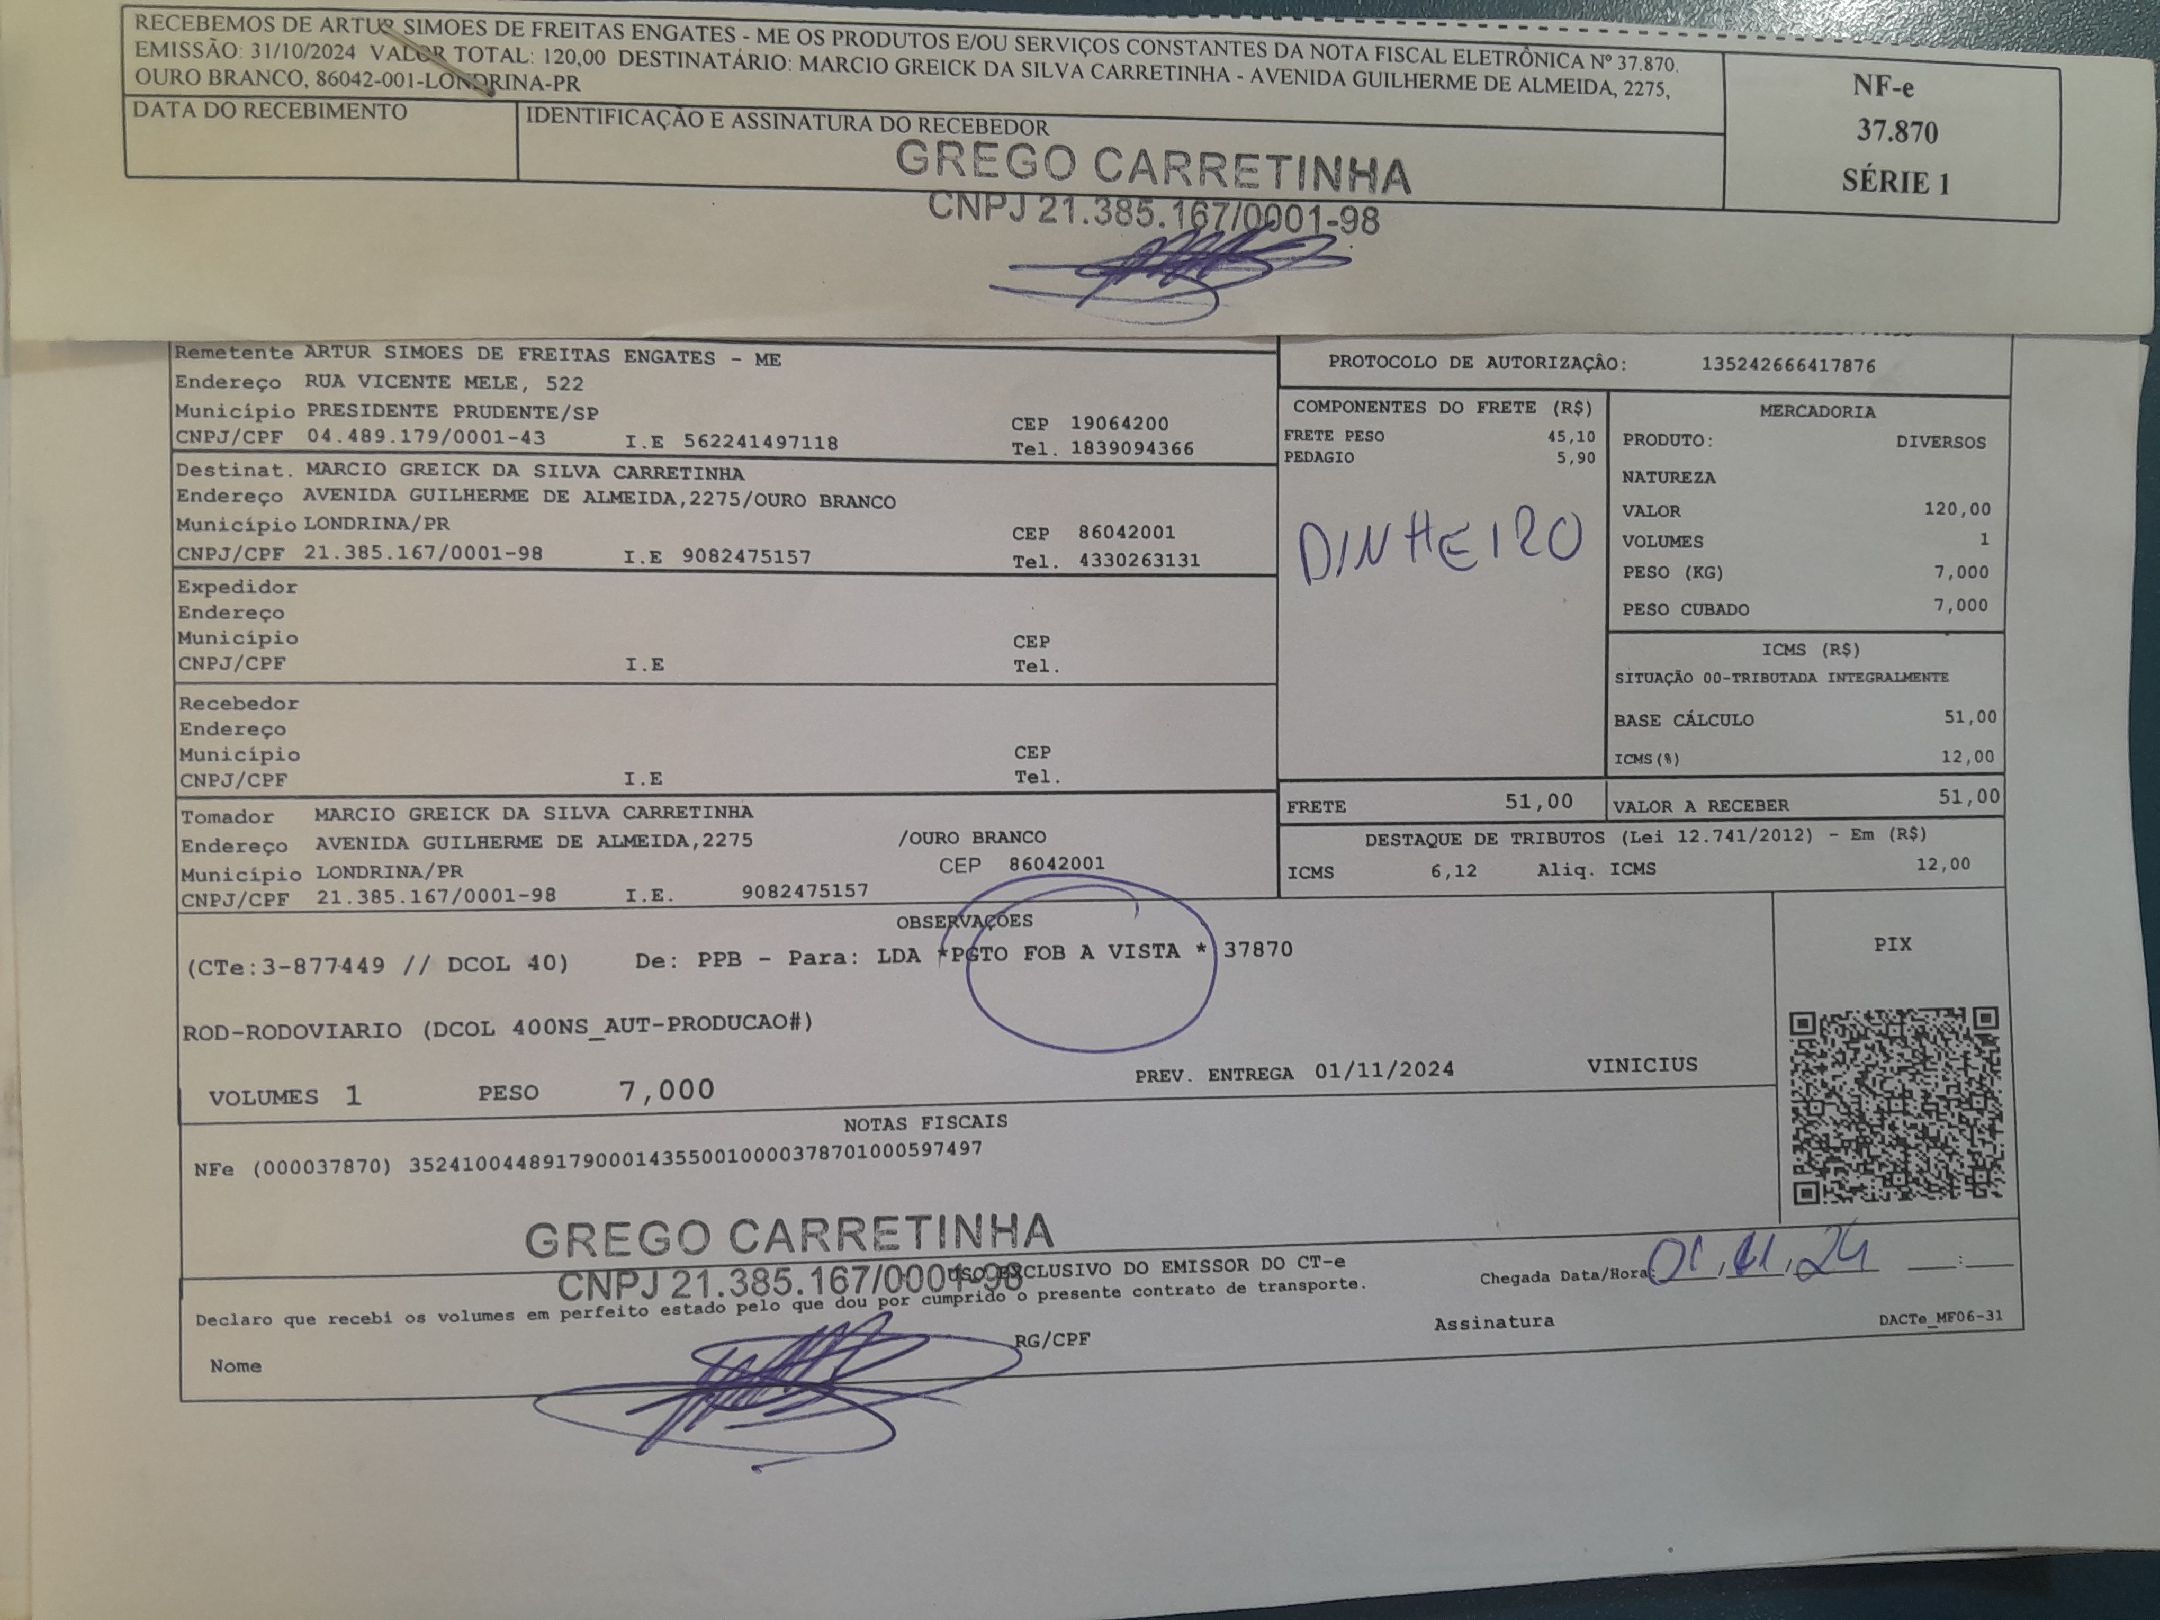 RECEBEMOS DE ARTUR SIMOES DE FREITAS ENGATES - ME OS PRODUTOS E/OU SERVIÇOS CONSTANTES DA NOTA FISCAL ELETRÔNICA Nº 37.870.
EMISSÃO: 31/10/2024 VALOR TOTAL: 120,00 DESTINATÁRIO: MARCIO GREICK DA SILVA CARRETINHA - AVENIDA GUILHERME DE ALMEIDA, 2275,
OURO BRANCO, 86042-001-LONDRINA-PR
NF-e
37.870
SÉRIE 1
DATA DO RECEBIMENTO
IDENTIFICAÇÃO E ASSINATURA DO RECEBEDOR
GREGO CARRETINHA
CNPJ 21.385.167/0001-98
Remetente ARTUR SIMOES DE FREITAS ENGATES - ME
Endereço RUA VICENTE MELE, 522
Município PRESIDENTE PRUDENTE/SP CEP 19064200
CNPJ/CPF 04.489.179/0001-43 I.E 562241497118 Tel. 1839094366
Destinat. MARCIO GREICK DA SILVA CARRETINHA
Endereço AVENIDA GUILHERME DE ALMEIDA,2275/OURO BRANCO
Município LONDRINA/PR CEP 86042001
CNPJ/CPF 21.385.167/0001-98 I.E 9082475157 Tel. 4330263131
Expedidor
Endereço
Município CEP
CNPJ/CPF I.E Tel.
Recebedor
Endereço
Município CEP
CNPJ/CPF I.E Tel.
Tomador MARCIO GREICK DA SILVA CARRETINHA
Endereço AVENIDA GUILHERME DE ALMEIDA,2275 /OURO BRANCO
Município LONDRINA/PR CEP 86042001
CNPJ/CPF 21.385.167/0001-98 I.E. 9082475157
PROTOCOLO DE AUTORIZAÇÂO: 135242666417876
COMPONENTES DO FRETE (R$)
FRETE PESO 45,10
PEDAGIO 5,90
DINHEIRO
MERCADORIA
PRODUTO: DIVERSOS
NATUREZA
VALOR 120,00
VOLUMES 1
PESO (KG) 7,000
PESO CUBADO 7,000
ICMS (R$)
SITUAÇÃO 00-TRIBUTADA INTEGRALMENTE
BASE CÁLCULO 51,00
ICMS(%) 12,00
FRETE 51,00 VALOR A RECEBER 51,00
DESTAQUE DE TRIBUTOS (Lei 12.741/2012) - Em (R$)
ICMS 6,12 Aliq. ICMS 12,00
OBSERVAÇÕES
(CTe:3-877449 // DCOL 40) De: PPB - Para: LDA *PGTO FOB A VISTA * 37870
ROD-RODOVIARIO (DCOL 400NS_AUT-PRODUCAO#)
VOLUMES 1 PESO 7,000 PREV. ENTREGA 01/11/2024 VINICIUS
PIX
NOTAS FISCAIS
NFe (000037870) 35241004489179000143550010000378701000597497
GREGO CARRETINHA
CNPJ 21.385.167/0001-98
USO EXCLUSIVO DO EMISSOR DO CT-e
Declaro que recebi os volumes em perfeito estado pelo que dou por cumprido o presente contrato de transporte.
Chegada Data/Hora: 01,11,24 __:__
Nome RG/CPF Assinatura DACTe_MF06-31